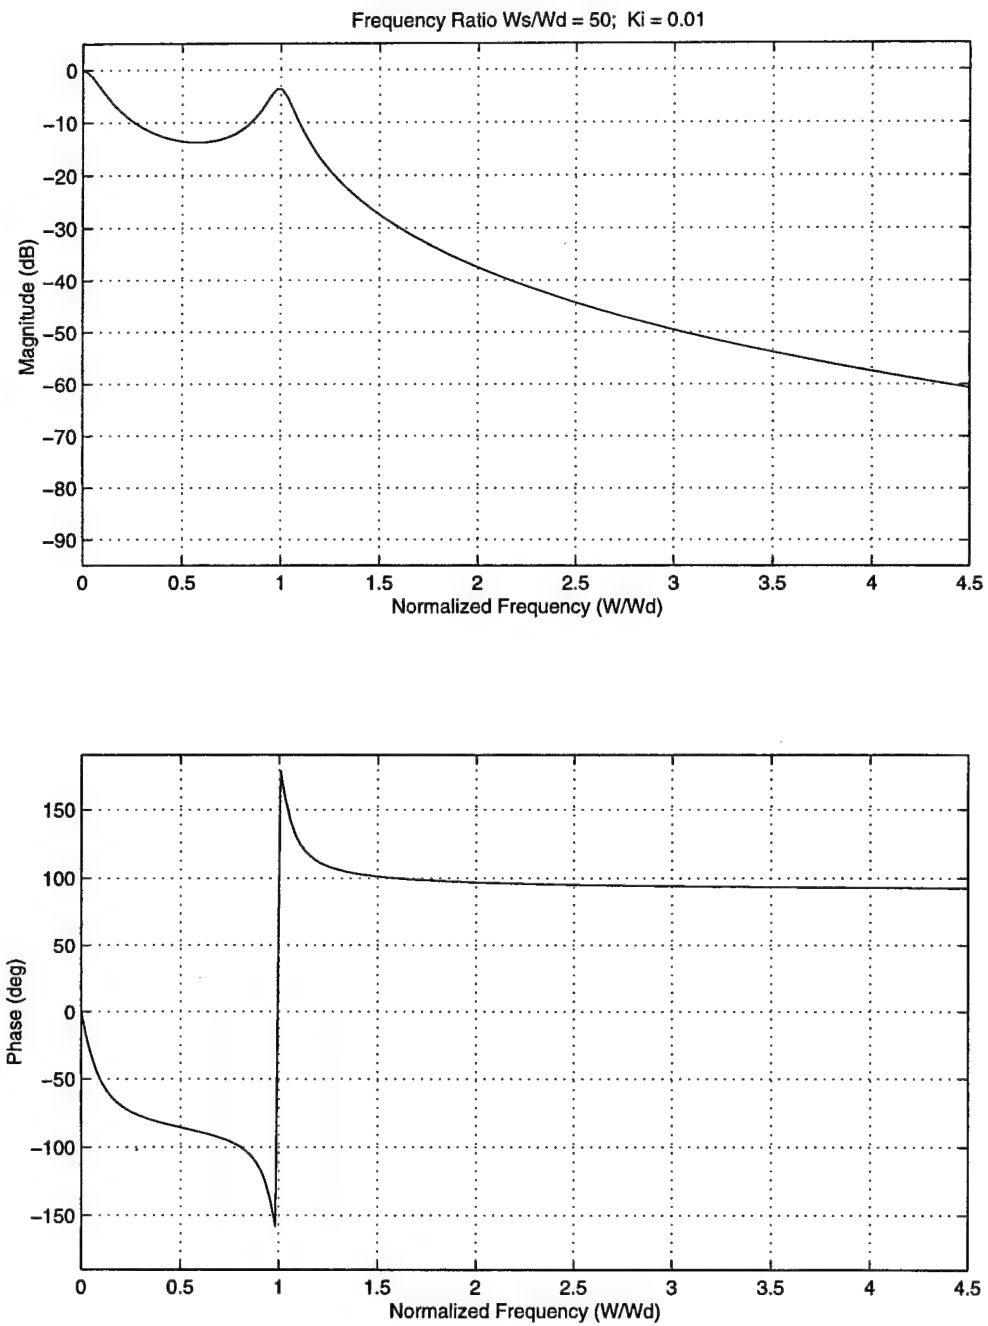 Frequency Ratio Ws/Wd = 50; Ki = 0.01
0
−10
−20
−30
−40
−50
−60
−70
−80
−90
Magnitude (dB)
0 0.5 1 1.5 2 2.5 3 3.5 4 4.5
Normalized Frequency (W/Wd)
150
100
50
0
−50
−100
−150
Phase (deg)
0 0.5 1 1.5 2 2.5 3 3.5 4 4.5
Normalized Frequency (W/Wd)